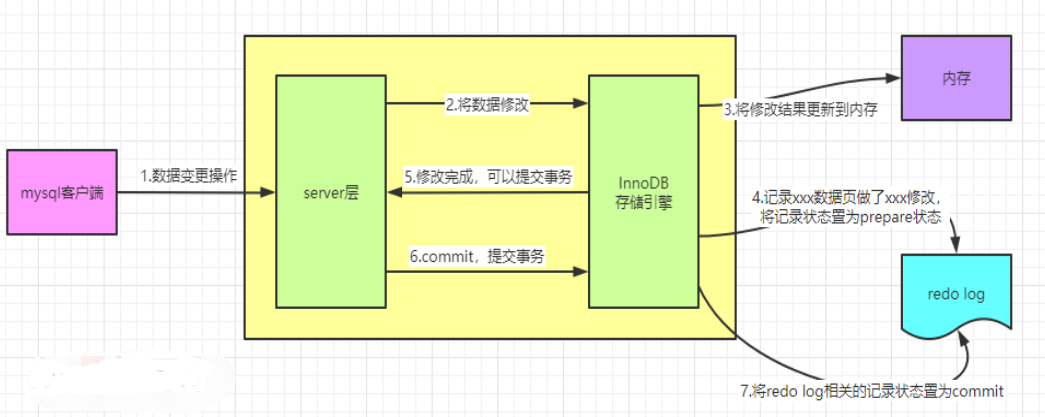 mysql客户端
1.数据变更操作
server层
2.将数据修改
5.修改完成，可以提交事务
6.commit，提交事务
InnoDB
存储引擎
3.将修改结果更新到内存
内存
4.记录xxx数据页做了xxx修改，
将记录状态置为prepare状态
redo log
7.将redo log相关的记录状态置为commit